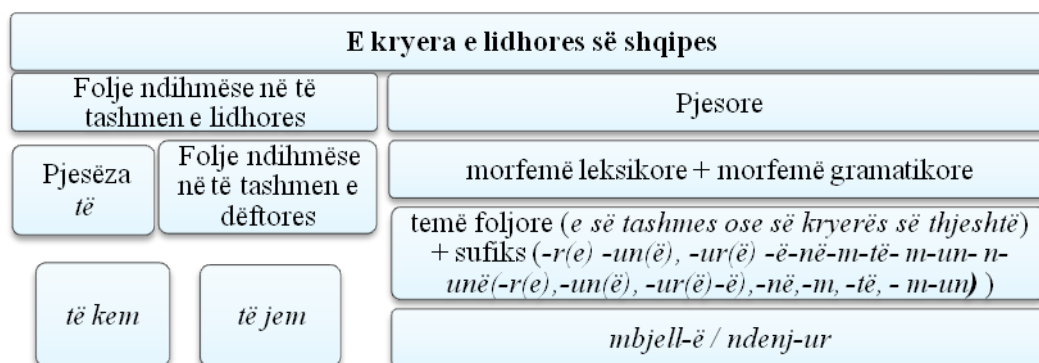 E kryera e lidhores së shqipes
Folje ndihmëse në të
tashmen e lidhores
Pjesore
Pjesëza
të
Folje ndihmëse
në të tashmen e
dëftores
morfemë leksikore + morfemë gramatikore
temë foljore (e së tashmes ose së kryerës së thjeshtë)
+ sufiks (-r(e) -un(ë), -ur(ë) -ë-në-m-të- m-un- n-
unë(-r(e),-un(ë), -ur(ë)-ë),-në,-m, -të, - m-un) )
të kem
të jem
mbjell-ë / ndenj-ur